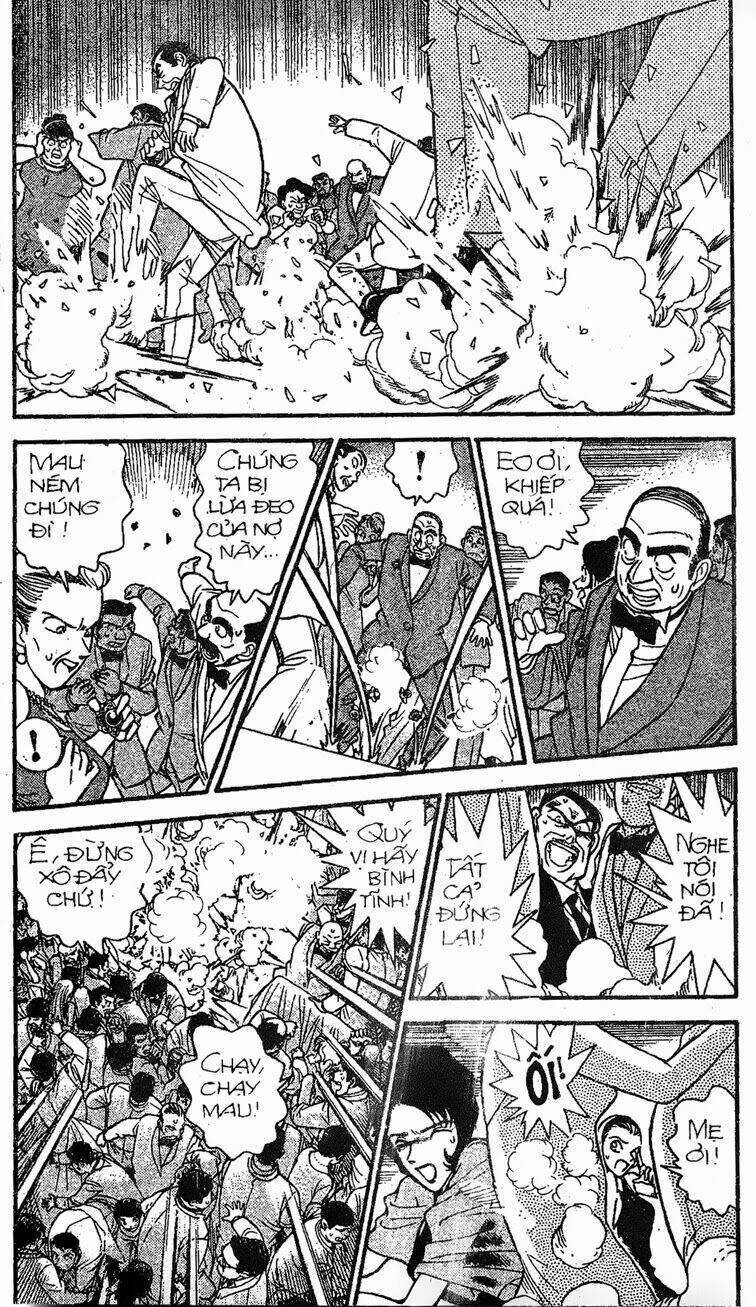 EO ƠI,
KHIẾP
QUÁ!
!
CHÚNG
TA BỊ
LỪA ĐEO
CỦA NỢ
NÀY...
MAU
NÉM
CHÚNG
ĐI !
!
NGHE
TÔI
NÓI
ĐÃ!
TẤT
CẢ
ĐỨNG
LẠI!
MẸ
ƠI!
ỐI!
QUÝ
VỊ HÃY
BÌNH
TĨNH!
Ê, ĐỪNG
XÔ ĐẨY
CHỨ!
CHẠY,
CHẠY
MAU!